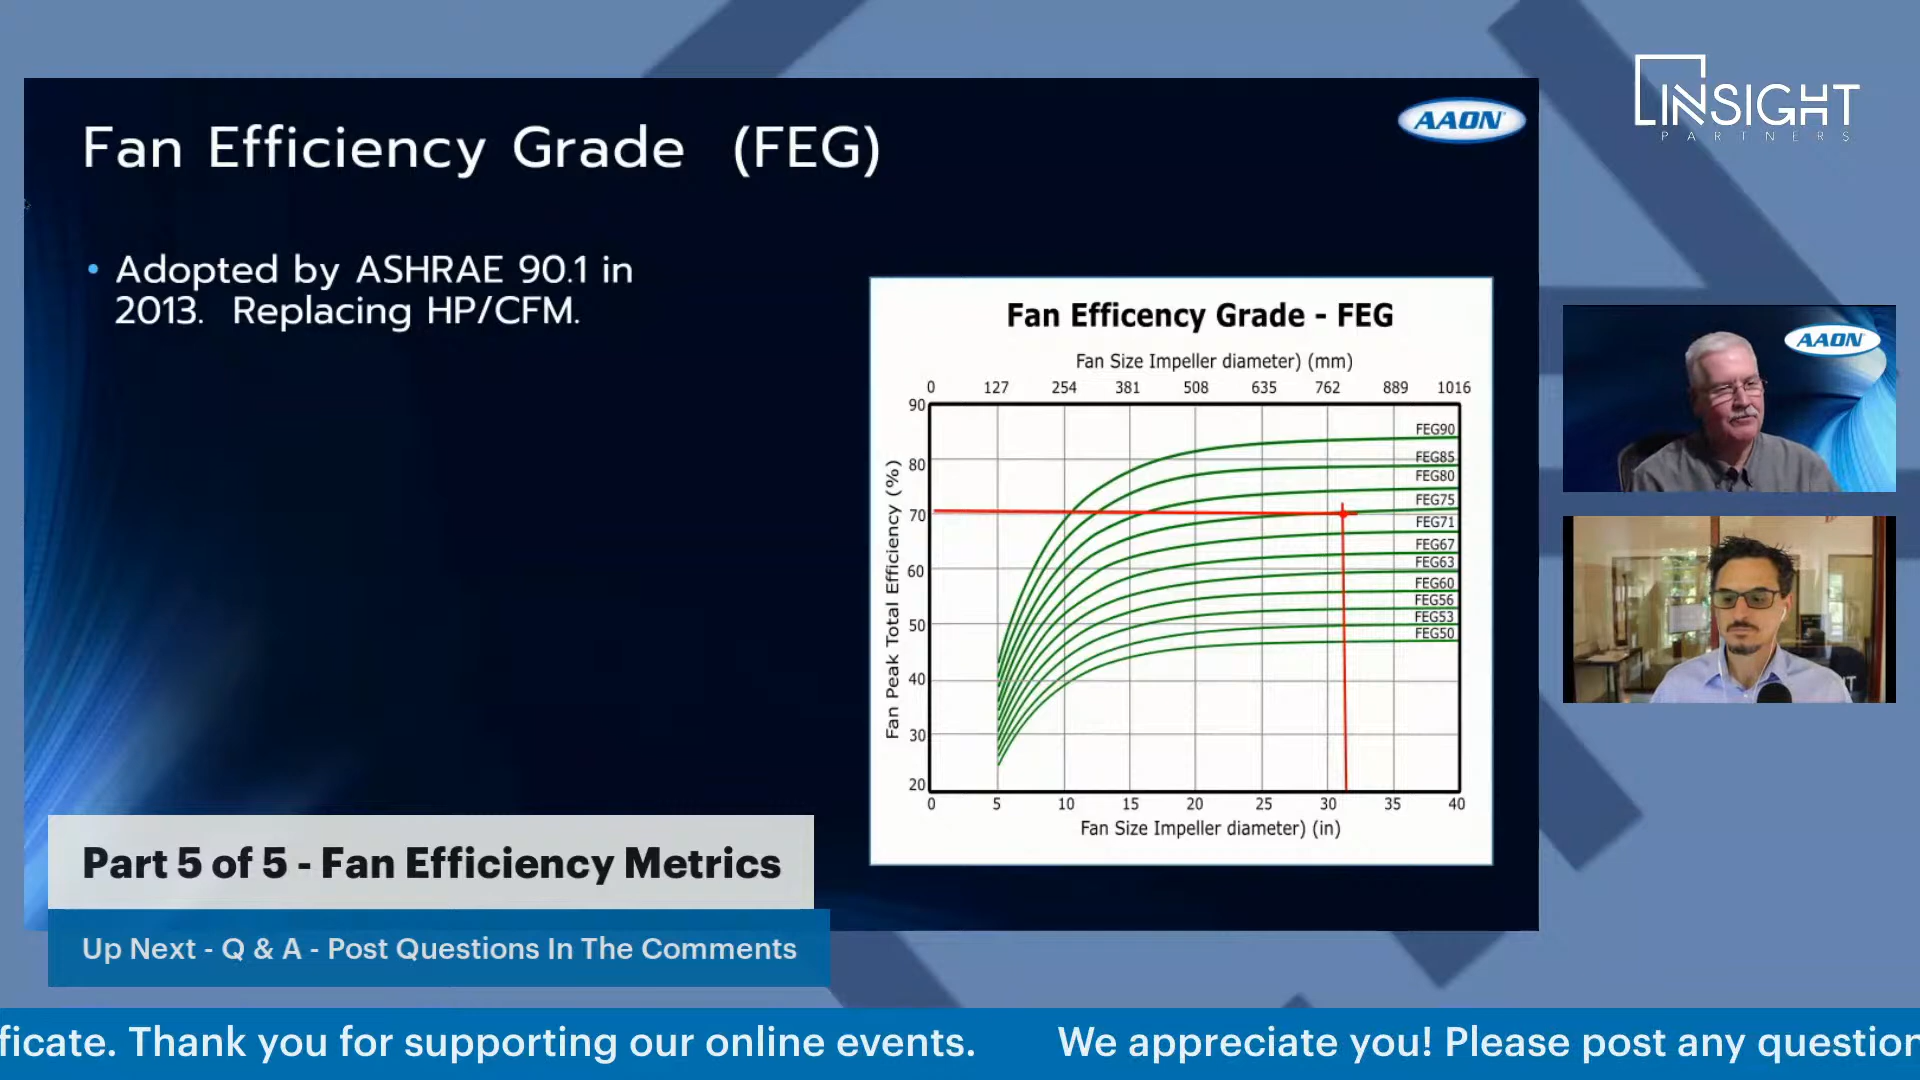 INSIGHT
PARTNERS
Fan Efficiency Grade (FEG)
AAON
• Adopted by ASHRAE 90.1 in
2013. Replacing HP/CFM.
Fan Efficency Grade - FEG
Fan Size Impeller diameter) (mm)
0 127 254 381 508 635 762 889 1016
Fan Peak Total Efficiency (%)
90
80
70
60
50
40
30
20
FEG90
FEG85
FEG80
FEG75
FEG71
FEG67
FEG63
FEG60
FEG56
FEG53
FEG50
0 5 10 15 20 25 30 35 40
Fan Size Impeller diameter) (in)
AAON
Part 5 of 5 - Fan Efficiency Metrics
Up Next - Q & A - Post Questions In The Comments
ficate. Thank you for supporting our online events. We appreciate you! Please post any question